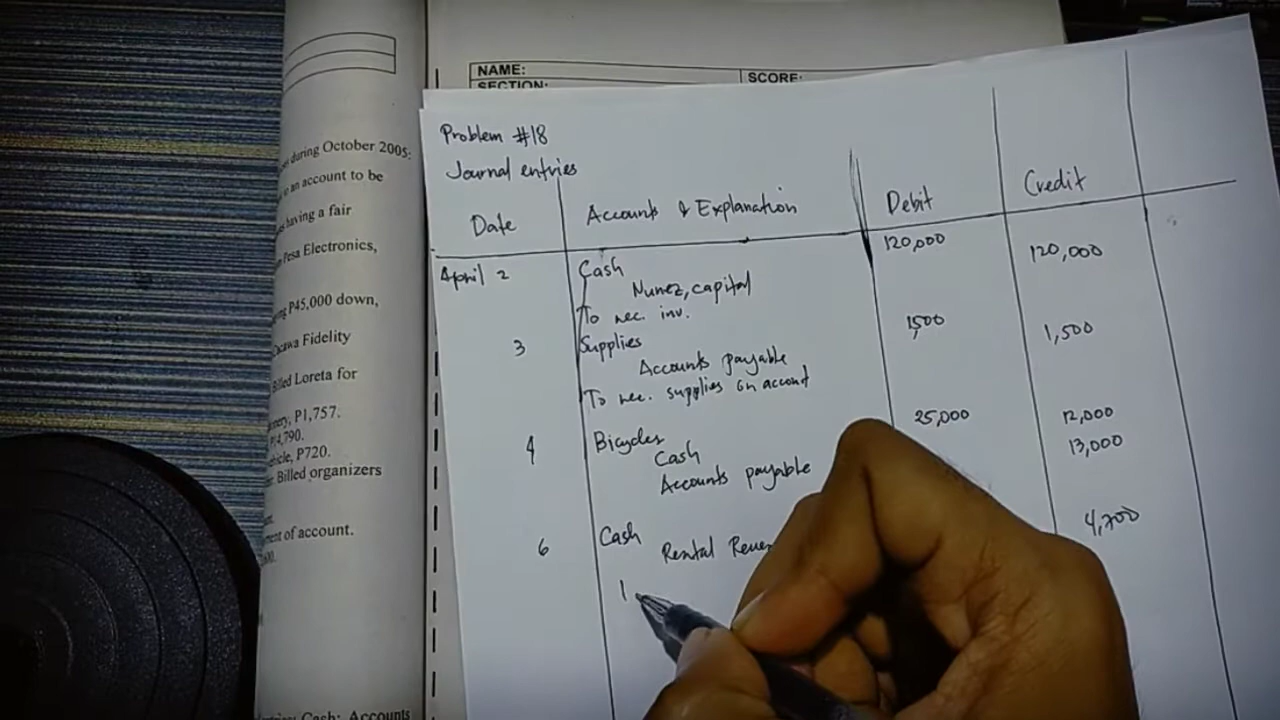 NAME:
SCORE:
SECTION:
during October 2005:
an account to be
having a fair
Pesa Electronics,
P45,000 down,
Fidelity
Billed Loreta for
P1,757.
P720.
Billed organizers
of account.
Cash: Accounts
Problem #18
Journal entries
Date Accounts & Explanation Debit Credit
April 2 Cash 120,000
Nunez, capital 120,000
To rec. inv.
3 Supplies 1,500
Accounts payable 1,500
To rec. supplies on account
4 Bicycles 25,000
Cash 12,000
Accounts payable 13,000
6 Cash
Rental 4,700